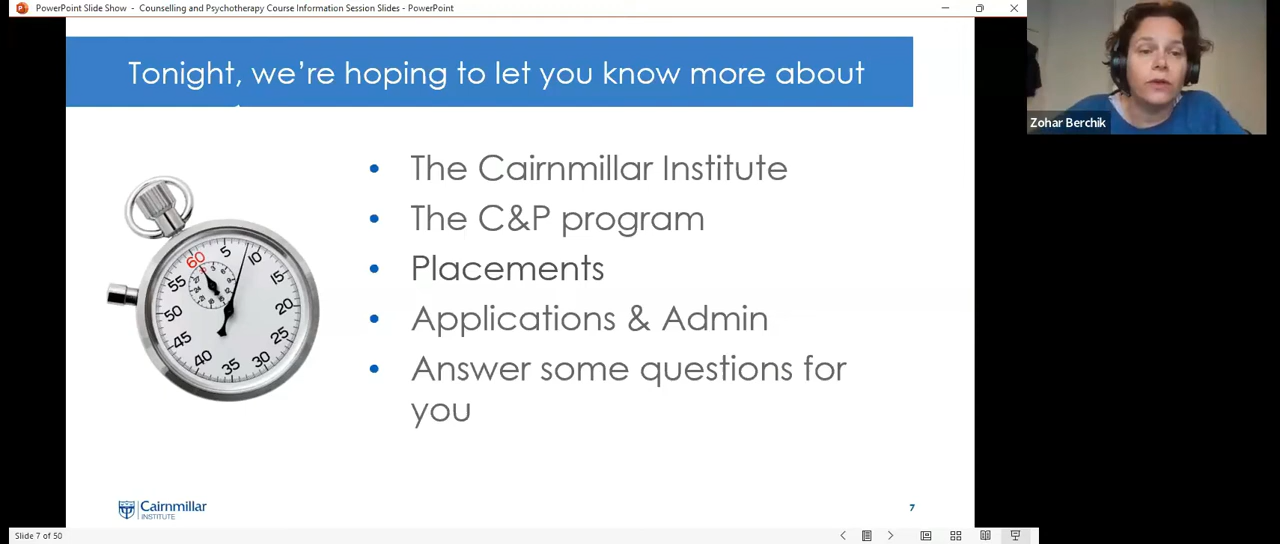 PowerPoint Slide Show - Counselling and Psychotherapy Course Information Session Slides - PowerPoint
Tonight, we're hoping to let you know more about
Zohar Berchik
• The Cairnmillar Institute
• The C&P program
• Placements
• Applications & Admin
• Answer some questions for
you
60
5
10
15
20
25
30
35
40
45
50
55
Cairnmillar
INSTITUTE
7
Slide 7 of 50